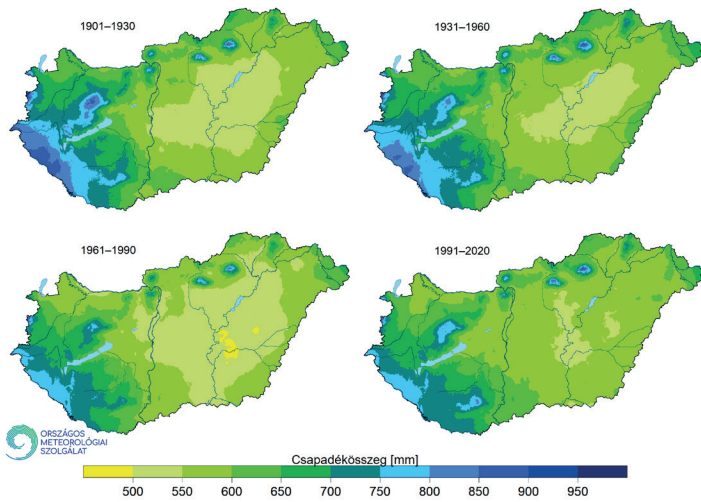 1901–1930
1931–1960
1961–1990
1991–2020
ORSZÁGOS
METEOROLÓGIAI
SZOLGÁLAT
Csapadékösszeg [mm]
500 550 600 650 700 750 800 850 900 950